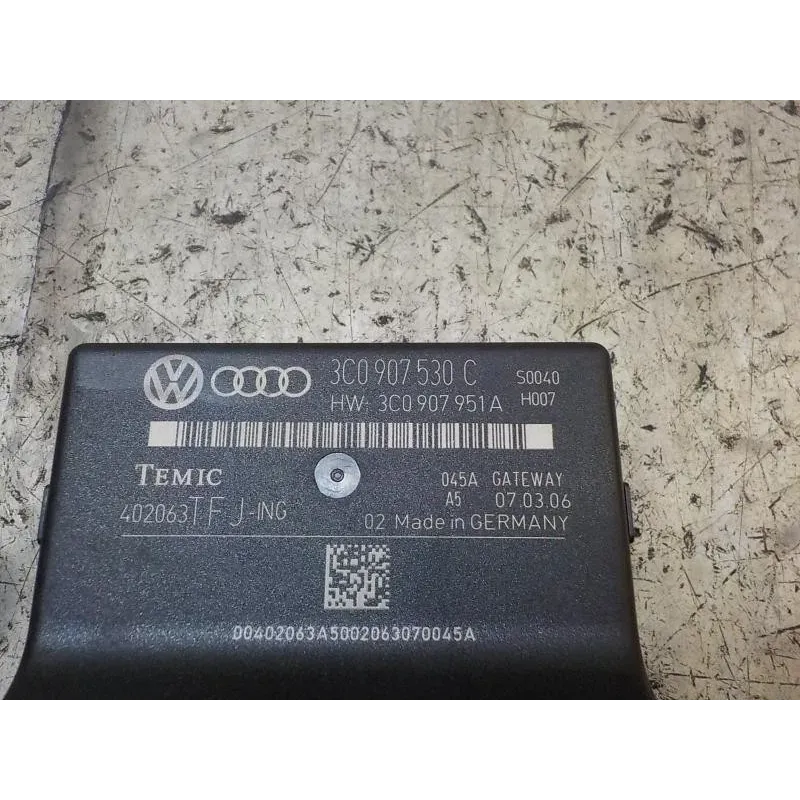 3C0 907 530 C S0040
HW: 3C0 907 951 A H007
TEMIC 045A GATEWAY
A5 07.03.06
402063TFJ-ING 02 Made in GERMANY
00402063A5002063070045A